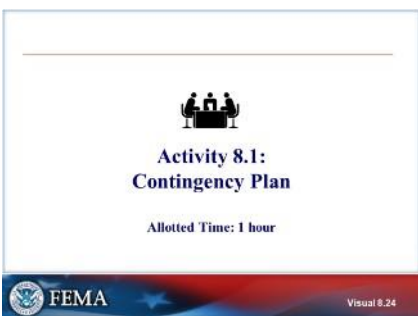 Activity 8.1:
Contingency Plan
Allotted Time: 1 hour
FEMA
Visual 8.24